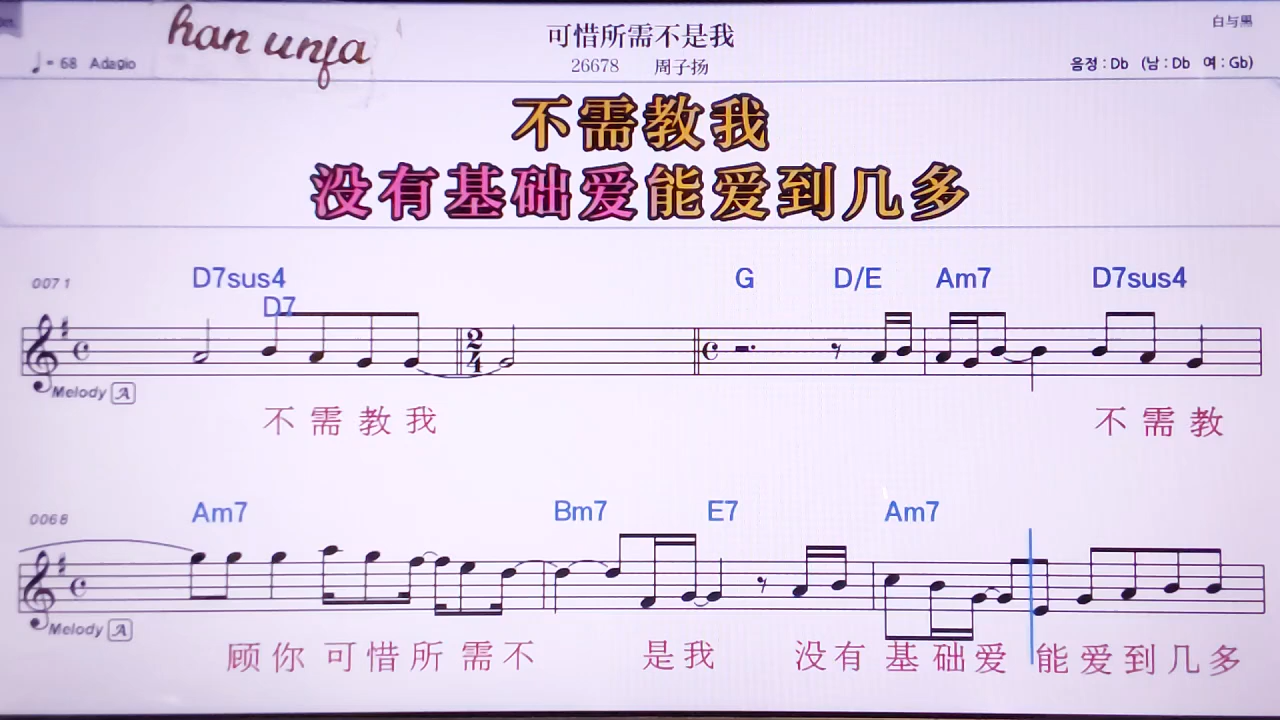 han unfa
可惜所需不是我
白与黑
♩= 68 Adagio
26678 周子扬
음정 : Db (남 : Db 여 : Gb)
不需教我
没有基础爱能爱到几多
0071
D7sus4 D7 G D/E Am7 D7sus4
2/4
Melody A
不需教我 不需教
0068
Am7 Bm7 E7 Am7
Melody A
顾你可惜所需不 是我 没有基础爱 能爱到几多